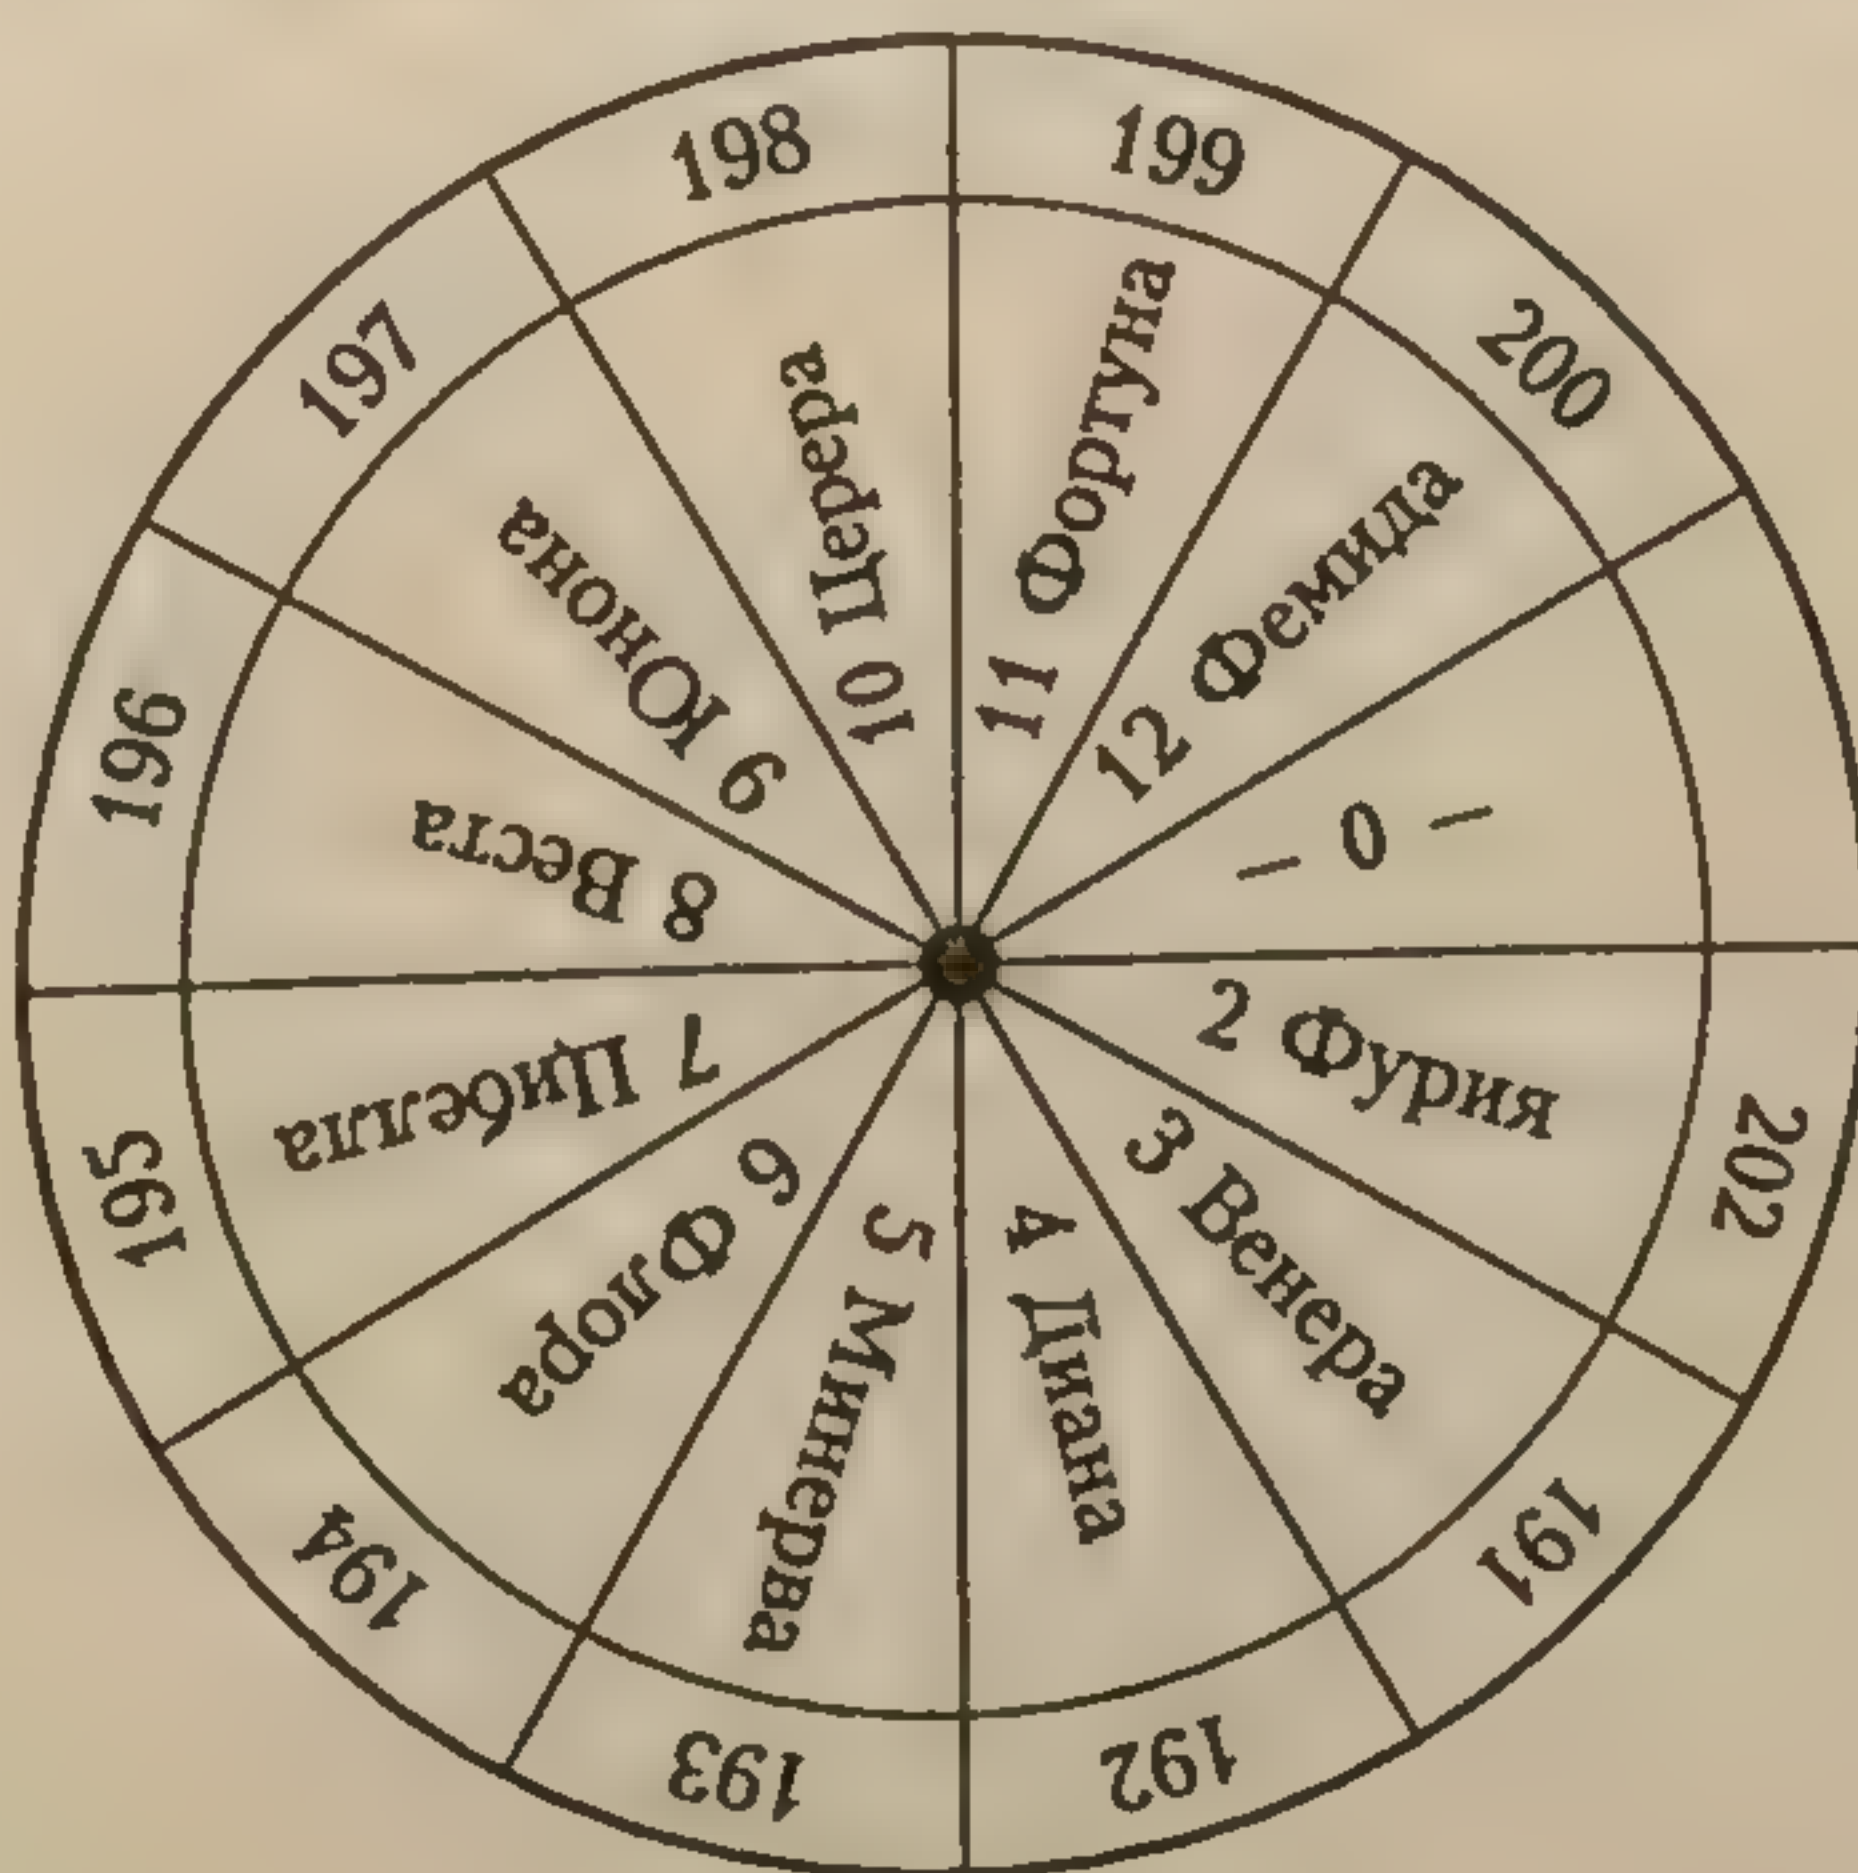 198
199
200
202
191
192
193
194
195
196
197
10 Церера
11 Фортуна
12 Фемида
– 0 –
2 Фурия
3 Венера
4 Диана
5 Минерва
6 Флора
7 Цибелла
8 Веста
9 Юнона